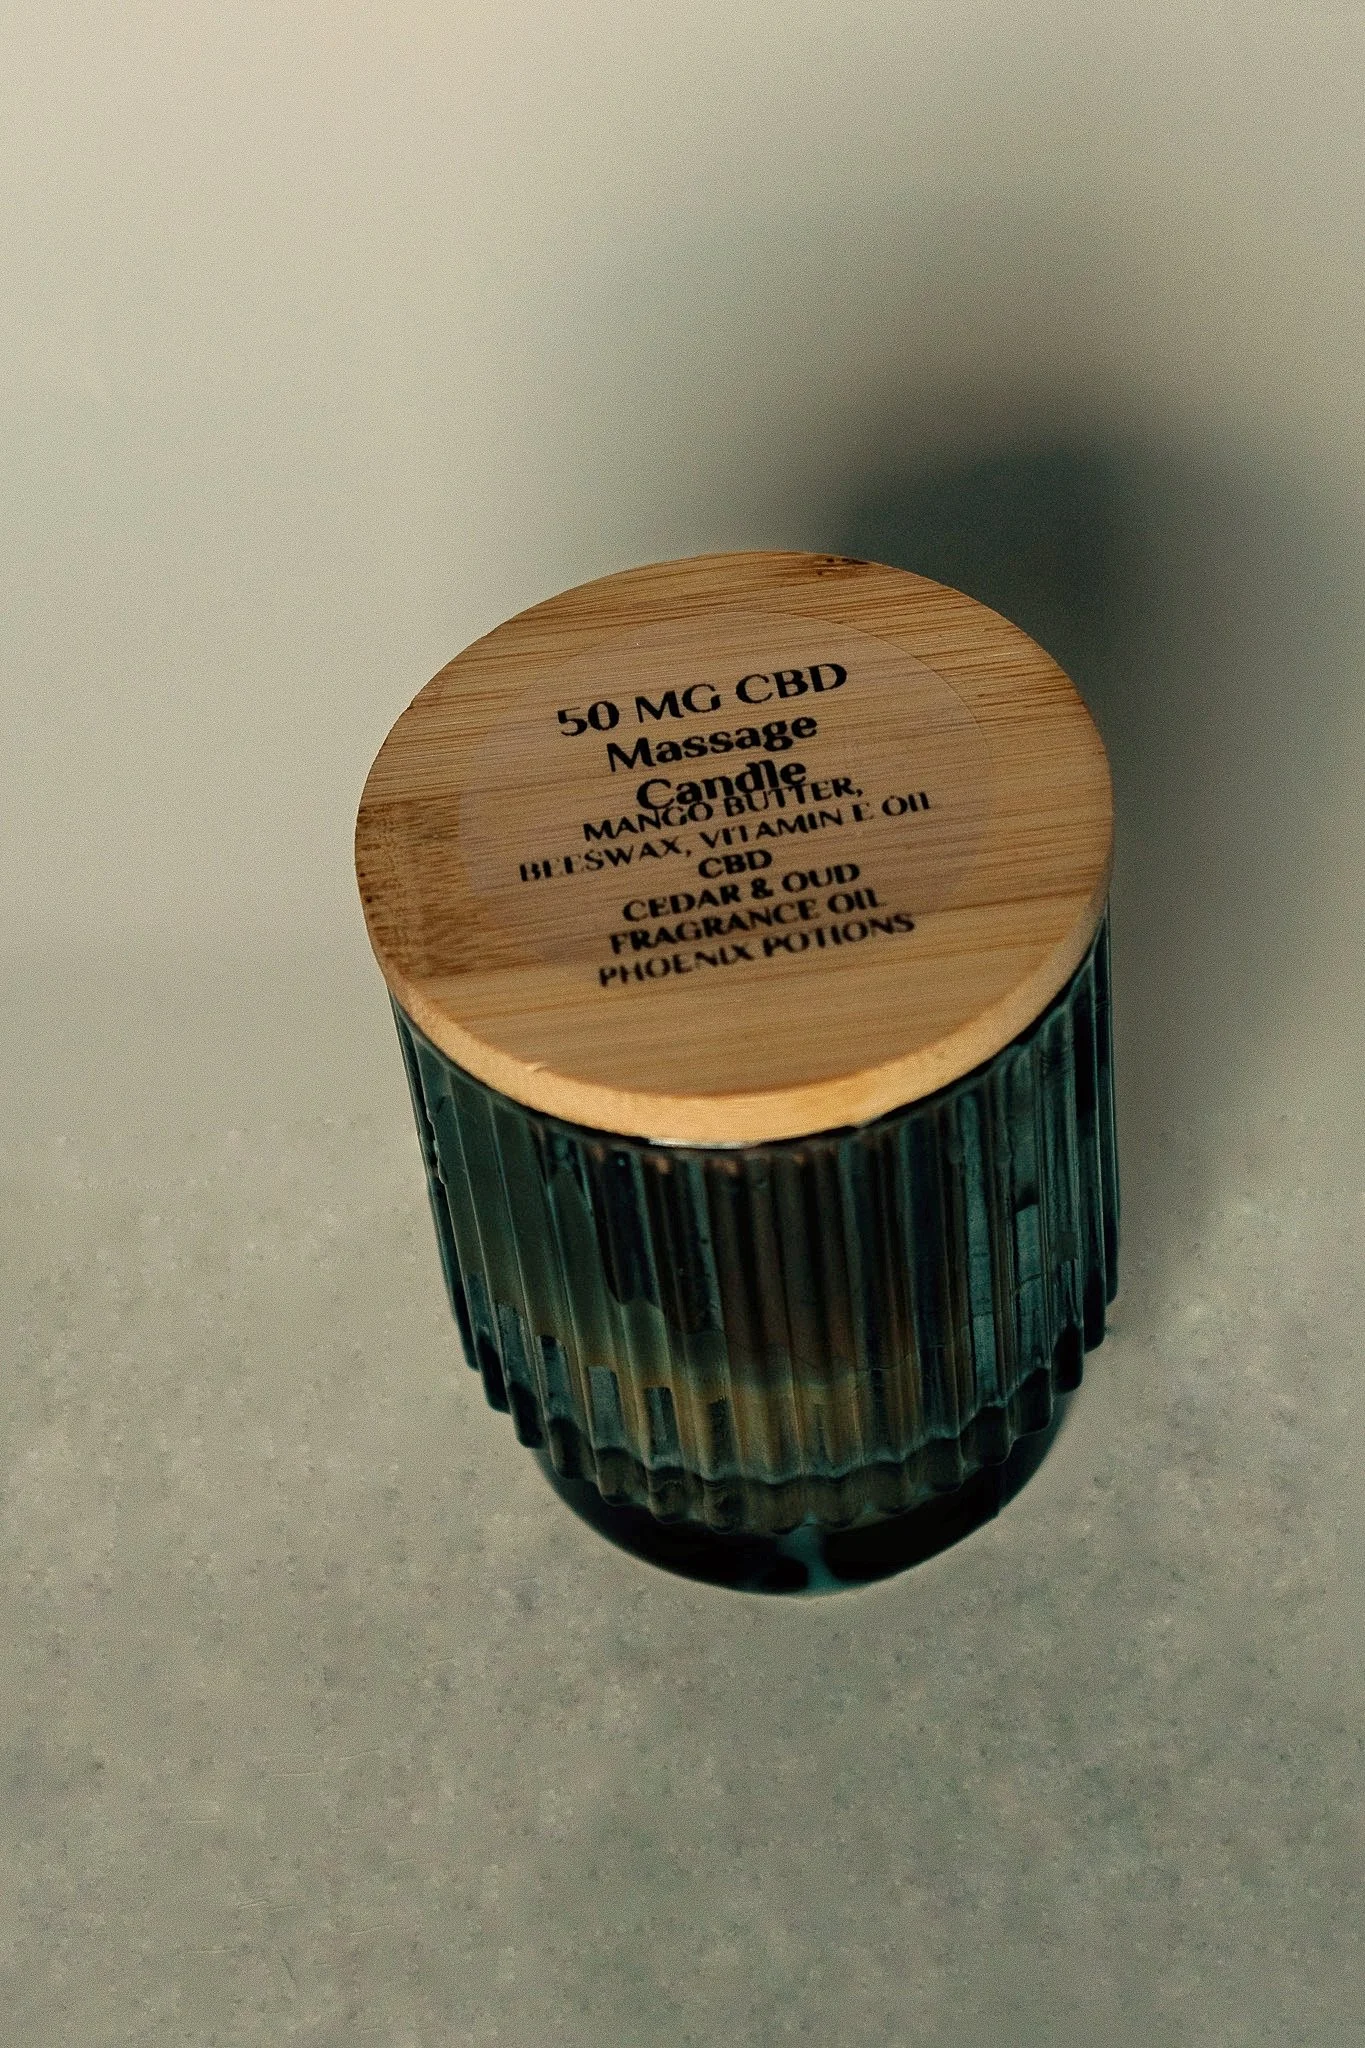 50 MG CBD
Massage
Candle
MANGO BUTTER,
BEESWAX, VITAMIN E OIL
CBD
CEDAR & OUD
FRAGRANCE OIL
PHOENIX POTIONS